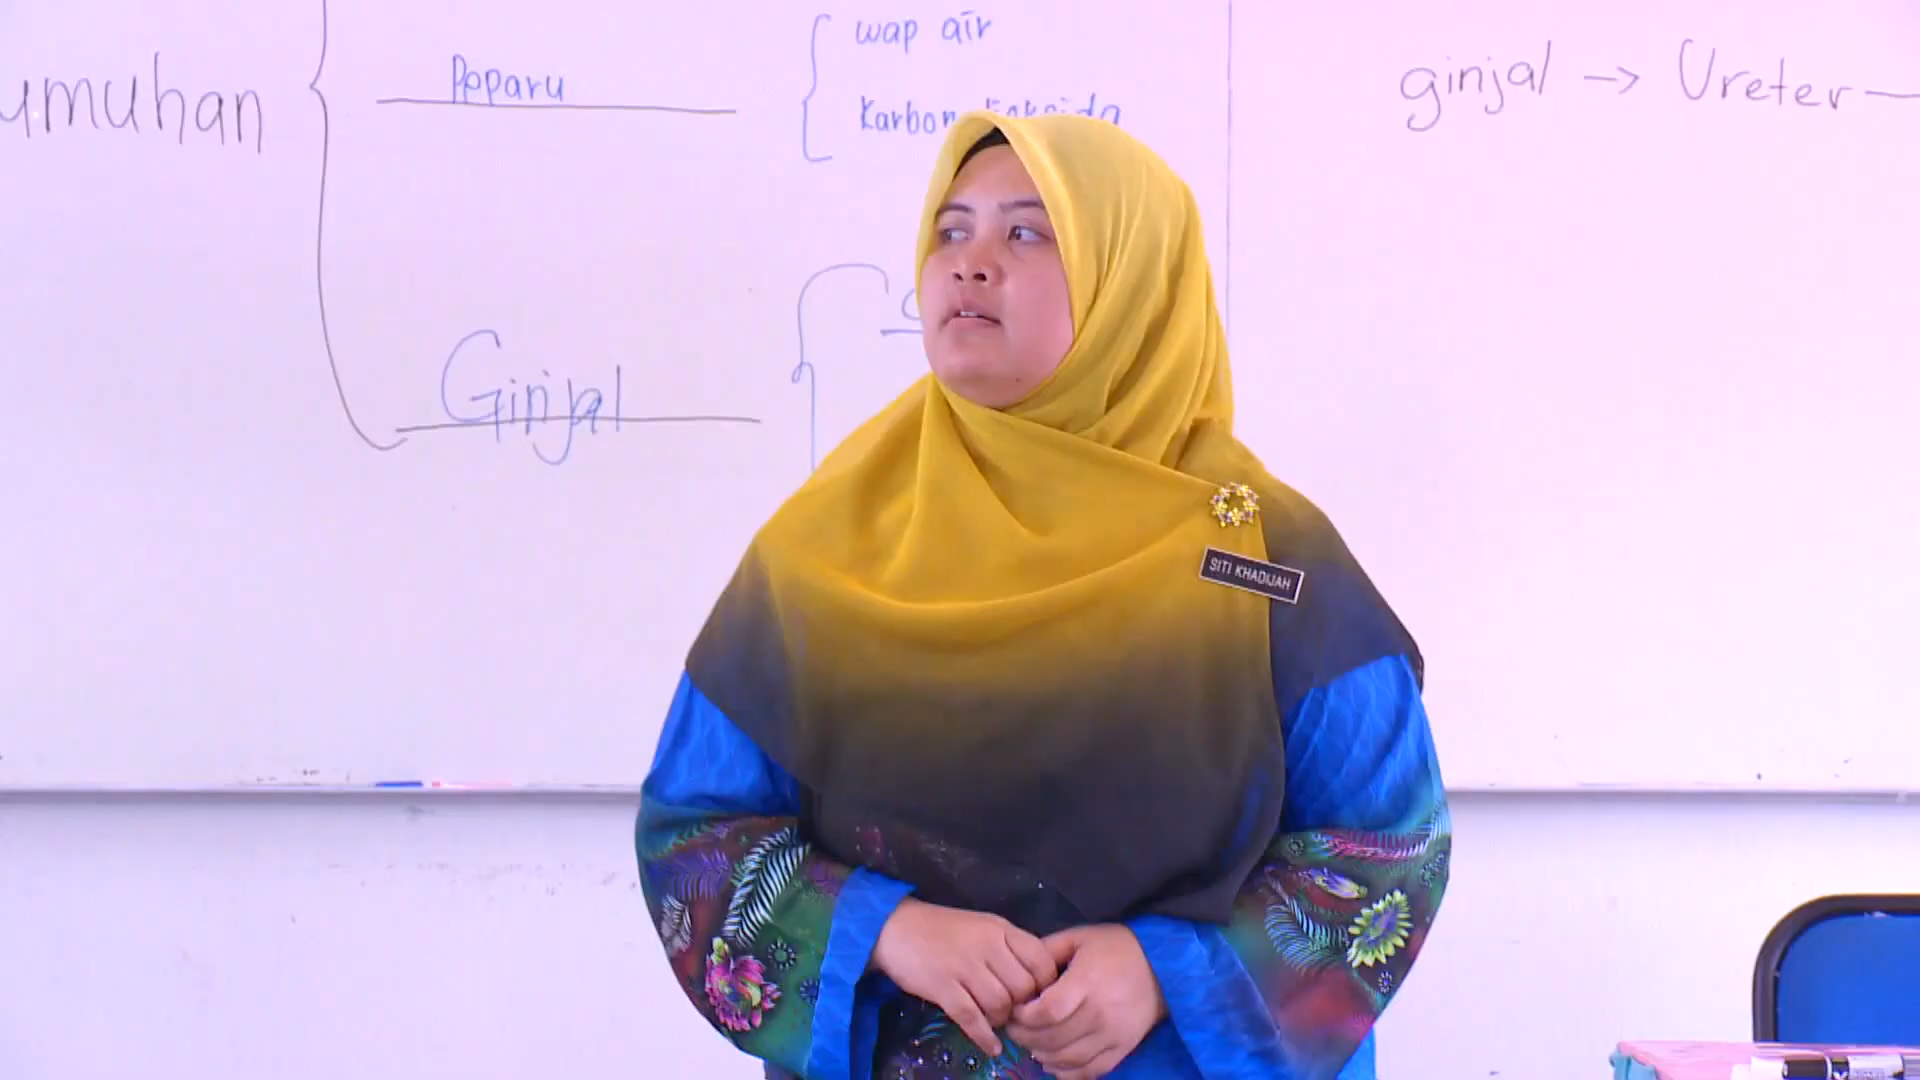 umuhan
Peparu
wap air
Karbon
Ginjal
ginjal → Ureter —
SITI KHADIJAH